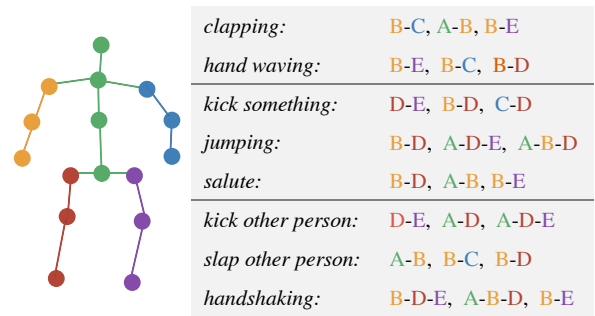 clapping: B-C, A-B, B-E
hand waving: B-E, B-C, B-D
kick something: D-E, B-D, C-D
jumping: B-D, A-D-E, A-B-D
salute: B-D, A-B, B-E
kick other person: D-E, A-D, A-D-E
slap other person: A-B, B-C, B-D
handshaking: B-D-E, A-B-D, B-E